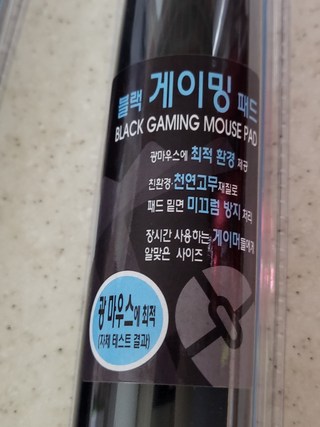 블랙 게이밍 패드
BLACK GAMING MOUSE PAD
광마우스에 최적 환경 제공
친환경 천연고무재질로
패드 밑면 미끄럼 방지 처리
장시간 사용하는 게이머들에게
알맞은 사이즈
광 마우스에 최적
(자체 테스트 결과)